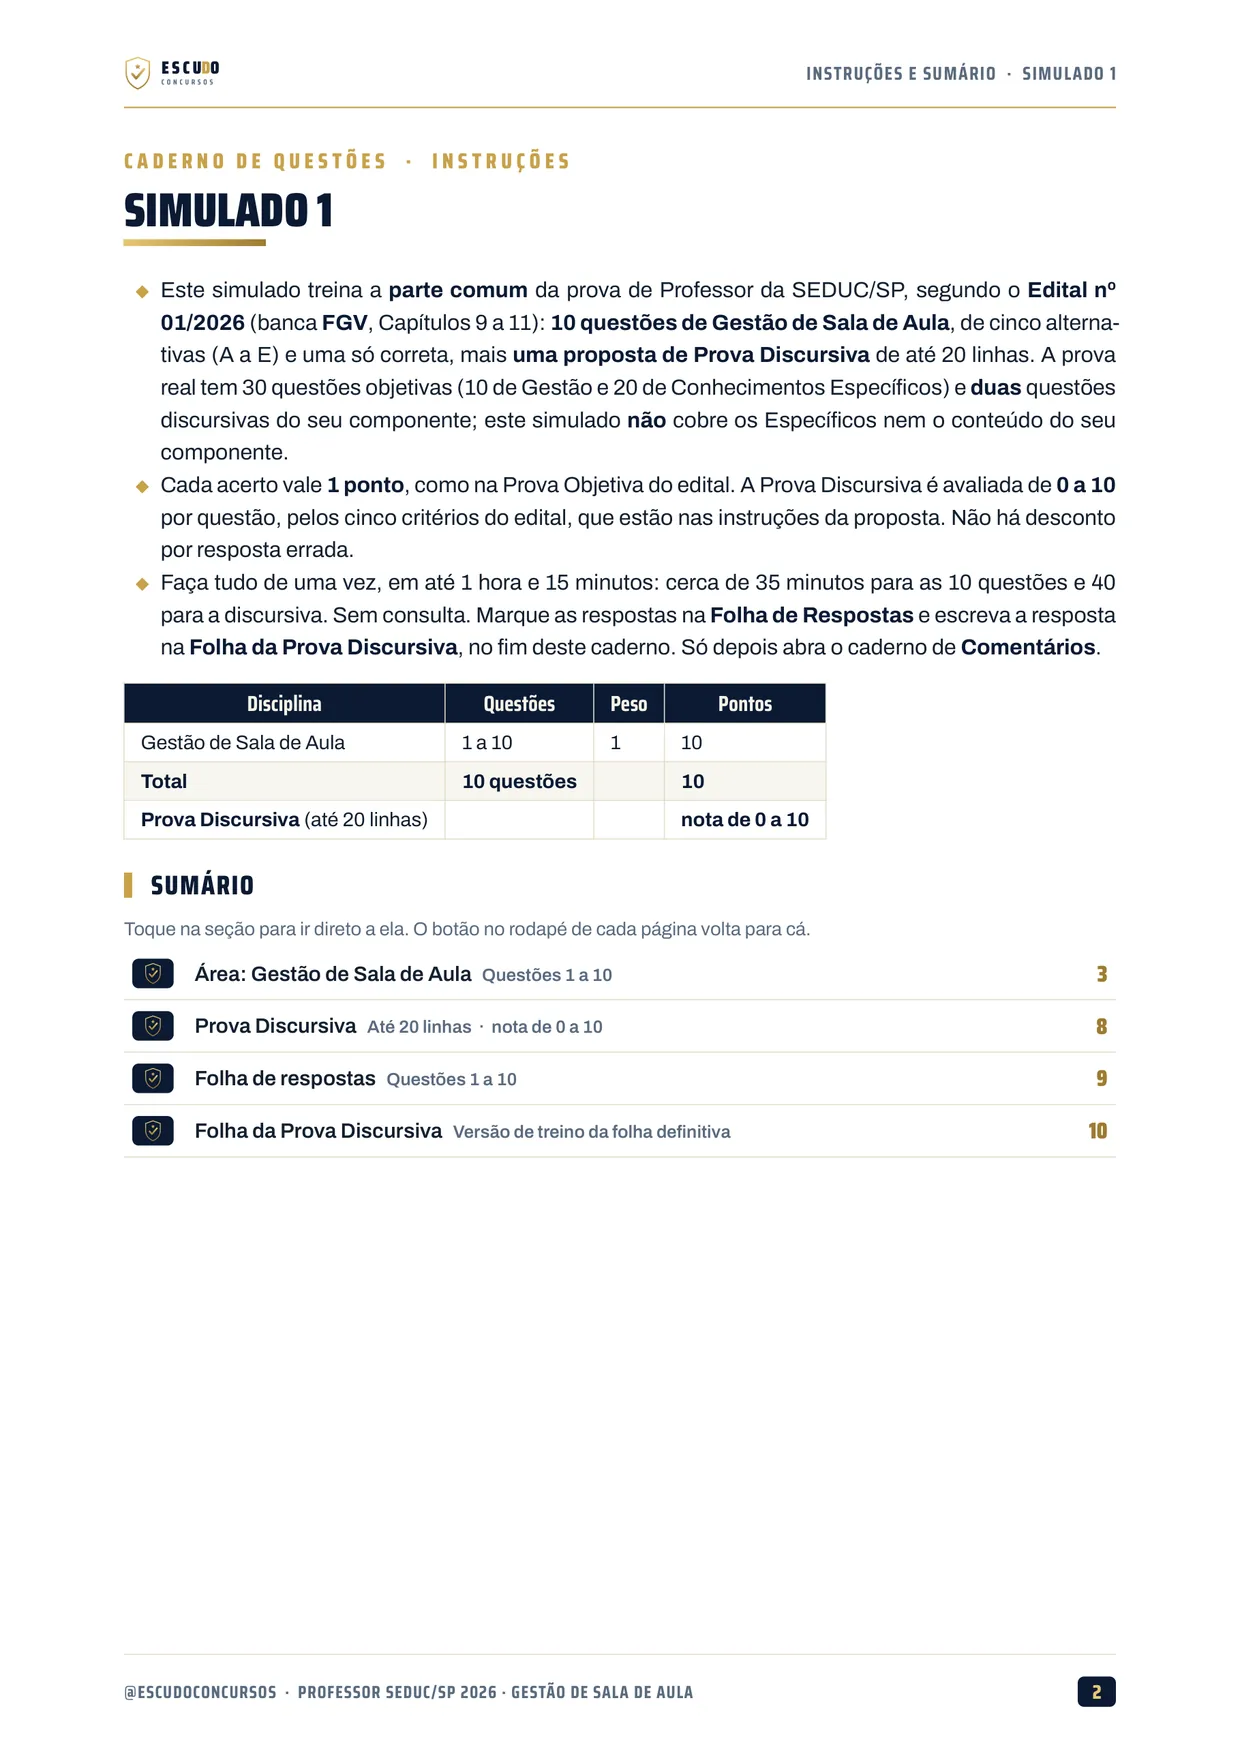 ESCUDO
CONCURSOS
INSTRUÇÕES E SUMÁRIO · SIMULADO 1
CADERNO DE QUESTÕES · INSTRUÇÕES
SIMULADO 1
◆ Este simulado treina a parte comum da prova de Professor da SEDUC/SP, segundo o Edital nº
01/2026 (banca FGV, Capítulos 9 a 11): 10 questões de Gestão de Sala de Aula, de cinco alterna-
tivas (A a E) e uma só correta, mais uma proposta de Prova Discursiva de até 20 linhas. A prova
real tem 30 questões objetivas (10 de Gestão e 20 de Conhecimentos Específicos) e duas questões
discursivas do seu componente; este simulado não cobre os Específicos nem o conteúdo do seu
componente.
◆ Cada acerto vale 1 ponto, como na Prova Objetiva do edital. A Prova Discursiva é avaliada de 0 a 10
por questão, pelos cinco critérios do edital, que estão nas instruções da proposta. Não há desconto
por resposta errada.
◆ Faça tudo de uma vez, em até 1 hora e 15 minutos: cerca de 35 minutos para as 10 questões e 40
para a discursiva. Sem consulta. Marque as respostas na Folha de Respostas e escreva a resposta
na Folha da Prova Discursiva, no fim deste caderno. Só depois abra o caderno de Comentários.
Disciplina Questões Peso Pontos
Gestão de Sala de Aula 1 a 10 1 10
Total 10 questões 10
Prova Discursiva (até 20 linhas) nota de 0 a 10
SUMÁRIO
Toque na seção para ir direto a ela. O botão no rodapé de cada página volta para cá.
Área: Gestão de Sala de Aula Questões 1 a 10 3
Prova Discursiva Até 20 linhas · nota de 0 a 10 8
Folha de respostas Questões 1 a 10 9
Folha da Prova Discursiva Versão de treino da folha definitiva 10
@ESCUDOCONCURSOS · PROFESSOR SEDUC/SP 2026 · GESTÃO DE SALA DE AULA 2